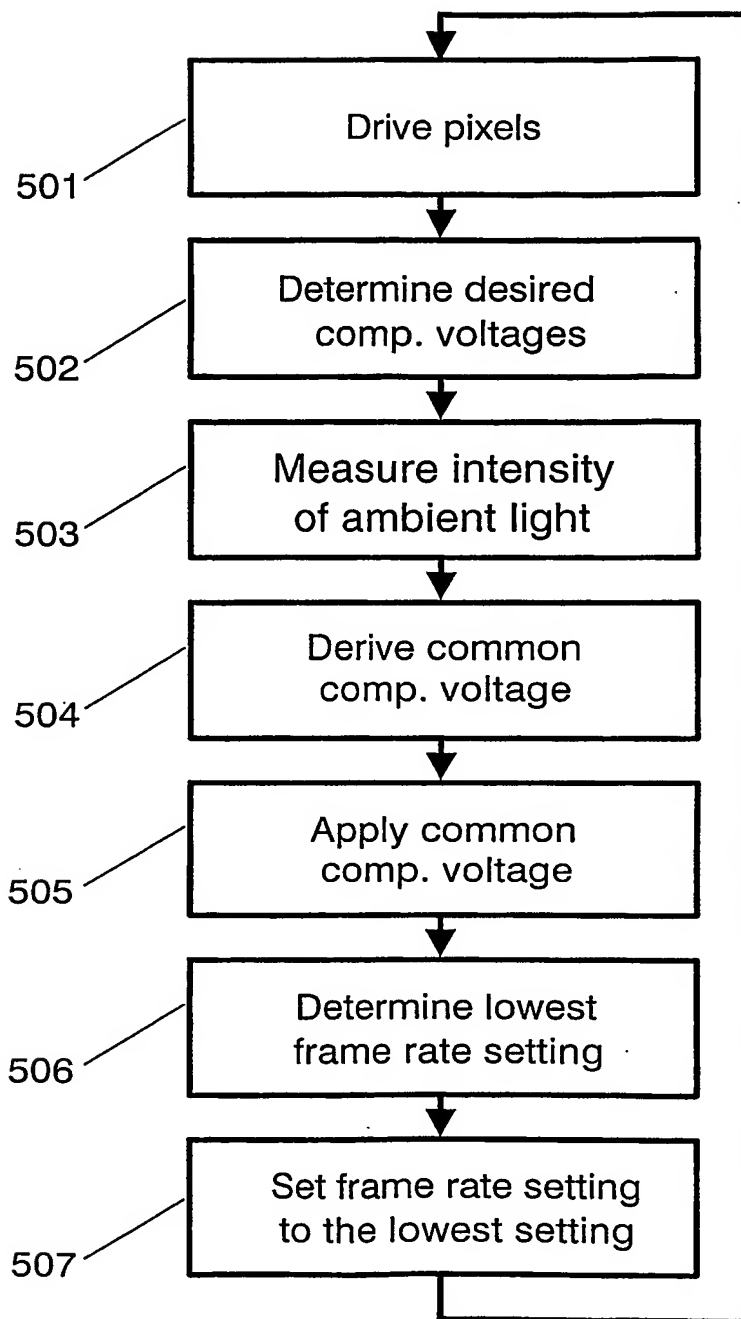 Drive pixels
501
Determine desired
comp. voltages
502
Measure intensity
of ambient light
503
Derive common
comp. voltage
504
Apply common
comp. voltage
505
Determine lowest
frame rate setting
506
Set frame rate setting
to the lowest setting
507